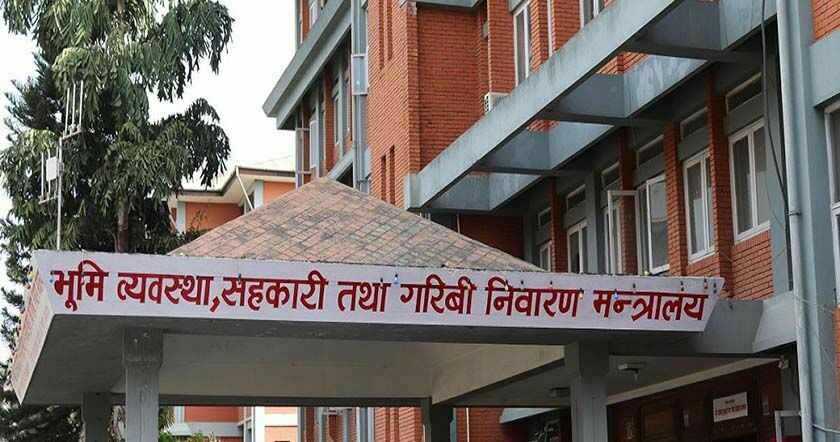 भूमि व्यवस्था,सहकारी तथा गरिबी निवारण मन्त्रालय